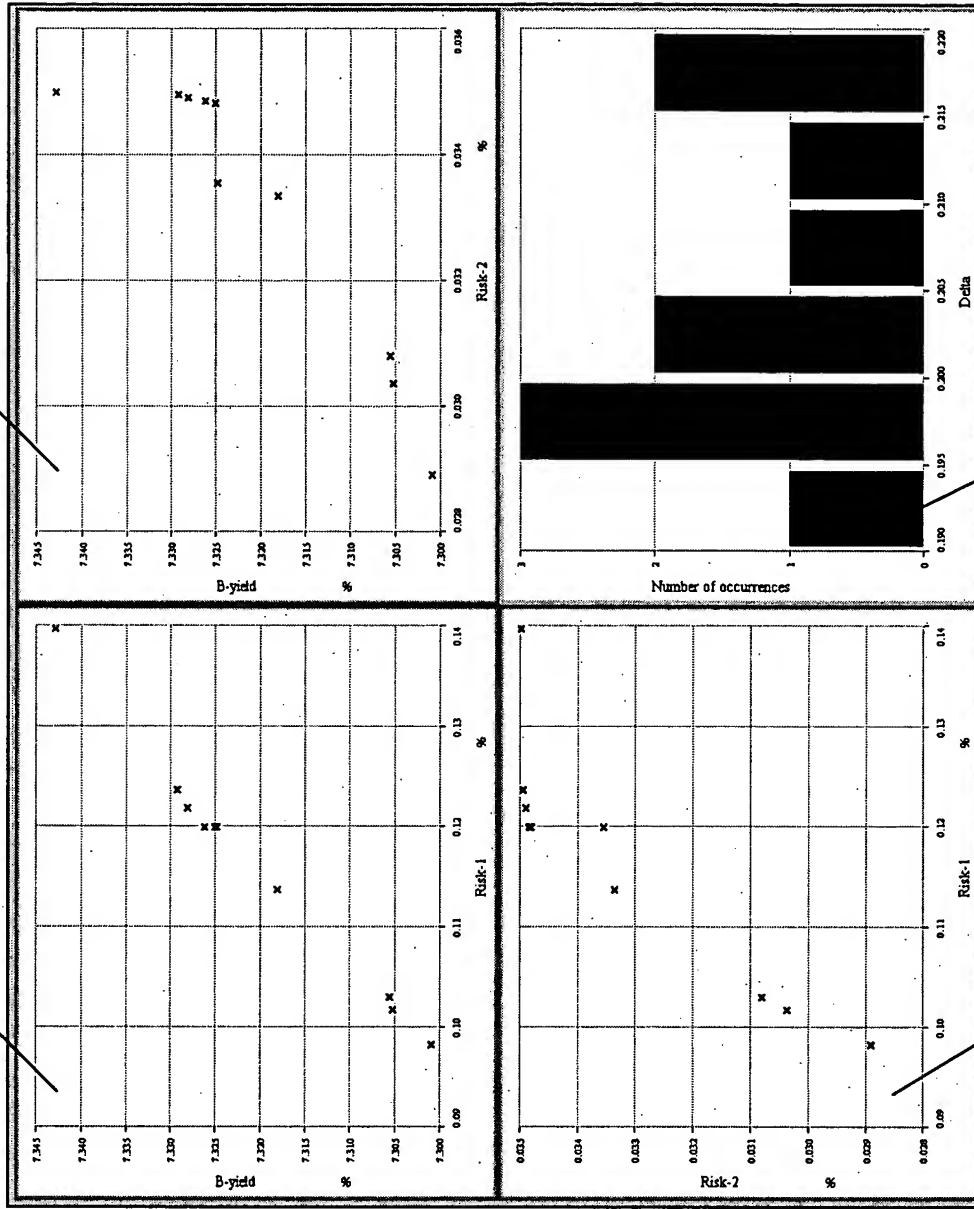 7.345
7.340
7.335
7.330
7.325
7.320
7.315
7.310
7.305
7.300
B-yield %
0.09 0.10 0.11 0.12 0.13 0.14
Risk-1 %
7.345
7.340
7.335
7.330
7.325
7.320
7.315
7.310
7.305
7.300
B-yield %
0.028 0.030 0.032 0.034 0.036
Risk-2 %
0.035
0.034
0.033
0.032
0.031
0.030
0.029
0.028
Risk-2 %
0.09 0.10 0.11 0.12 0.13 0.14
Risk-1 %
3
2
1
0
Number of occurrences
0.190 0.195 0.200 0.205 0.210 0.215 0.220
Delta